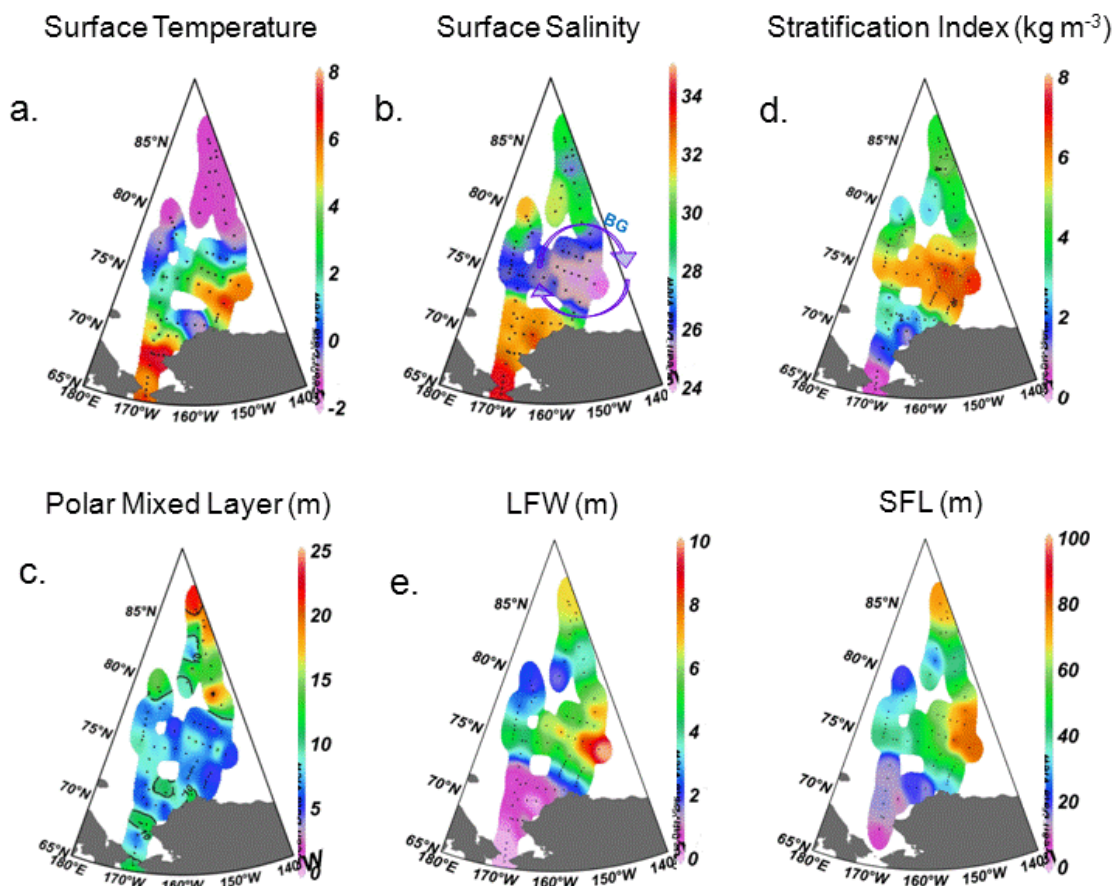 Surface Temperature
Surface Salinity
Stratification Index (kg m-3)
a.
b.
d.
8
6
4
2
0
-2
34
32
30
28
26
24
8
6
4
2
0
85°N
80°N
75°N
70°N
65°N
180°E
170°W
160°W
150°W
140
85°N
80°N
75°N
70°N
65°N
180°E
170°W
160°W
150°W
140
BG
85°N
80°N
75°N
70°N
65°N
180°E
170°W
160°W
150°W
140
Polar Mixed Layer (m)
LFW (m)
SFL (m)
c.
e.
25
20
15
10
5
0
10
8
6
4
2
0
100
80
60
40
20
0
85°N
80°N
75°N
70°N
65°N
180°E
170°W
160°W
150°W
140
85°N
80°N
75°N
70°N
65°N
180°E
170°W
160°W
150°W
140
85°N
80°N
75°N
70°N
65°N
180°E
170°W
160°W
150°W
140